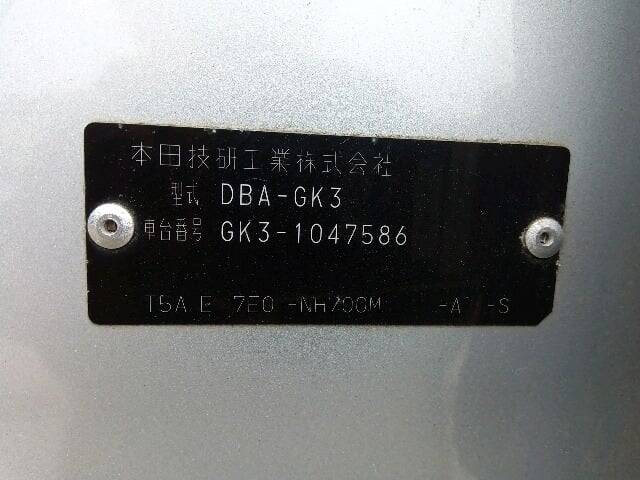 本田技研工業株式会社
型式 DBA-GK3
車台番号 GK3-1047586
T5A E 7E0 -NH700M -A -S